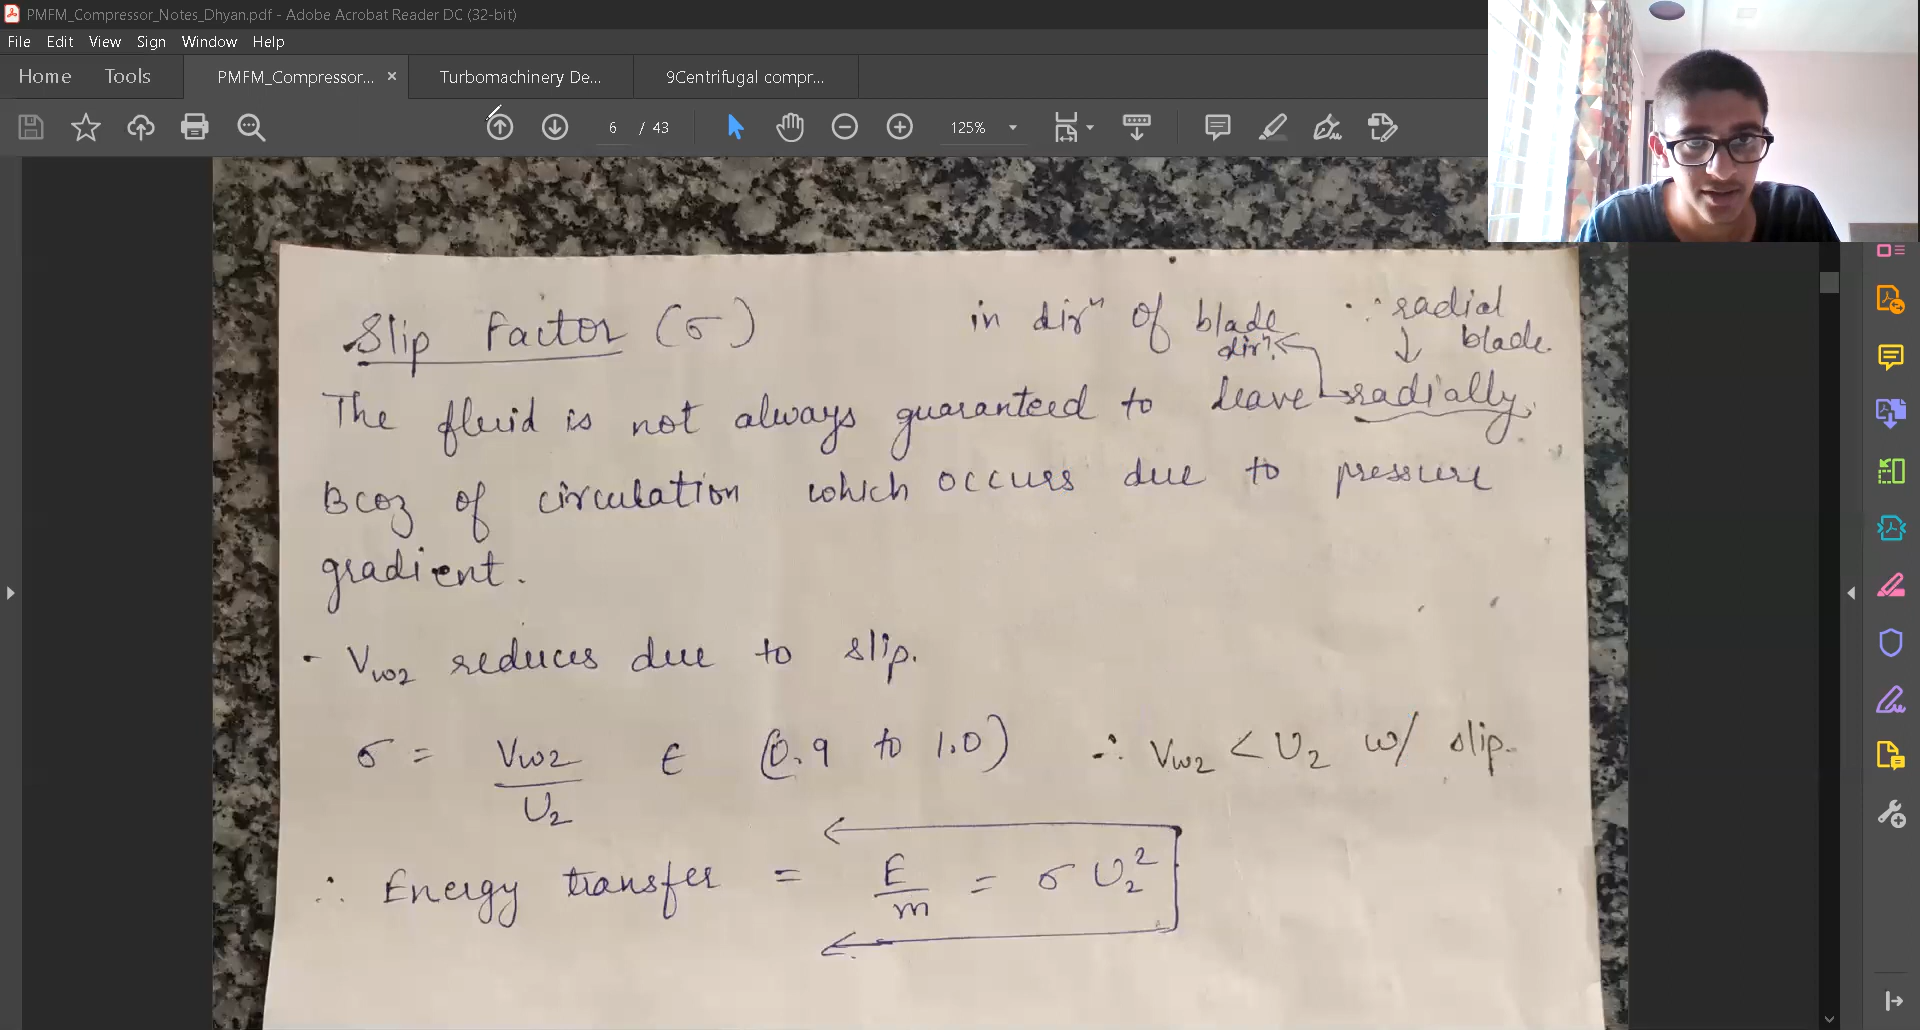 PMFM_Compressor_Notes_Dhyan.pdf - Adobe Acrobat Reader DC (32-bit)
File Edit View Sign Window Help
Home Tools PMFM_Compressor... × Turbomachinery De... 9Centrifugal compr...
6 / 43 125%
Slip Factor (σ) in dirⁿ of blade ∵ radial blade.
dirⁿ.
The fluid is not always guaranteed to leave radially.
Bcoz of circulation which occurs due to pressure
gradient.
- Vw2 reduces due to slip.
σ = Vw2/U2 ∈ (0.9 to 1.0) ∴ Vw2 < U2 w/ slip.
∴ Energy transfer = E/m = σ U2²